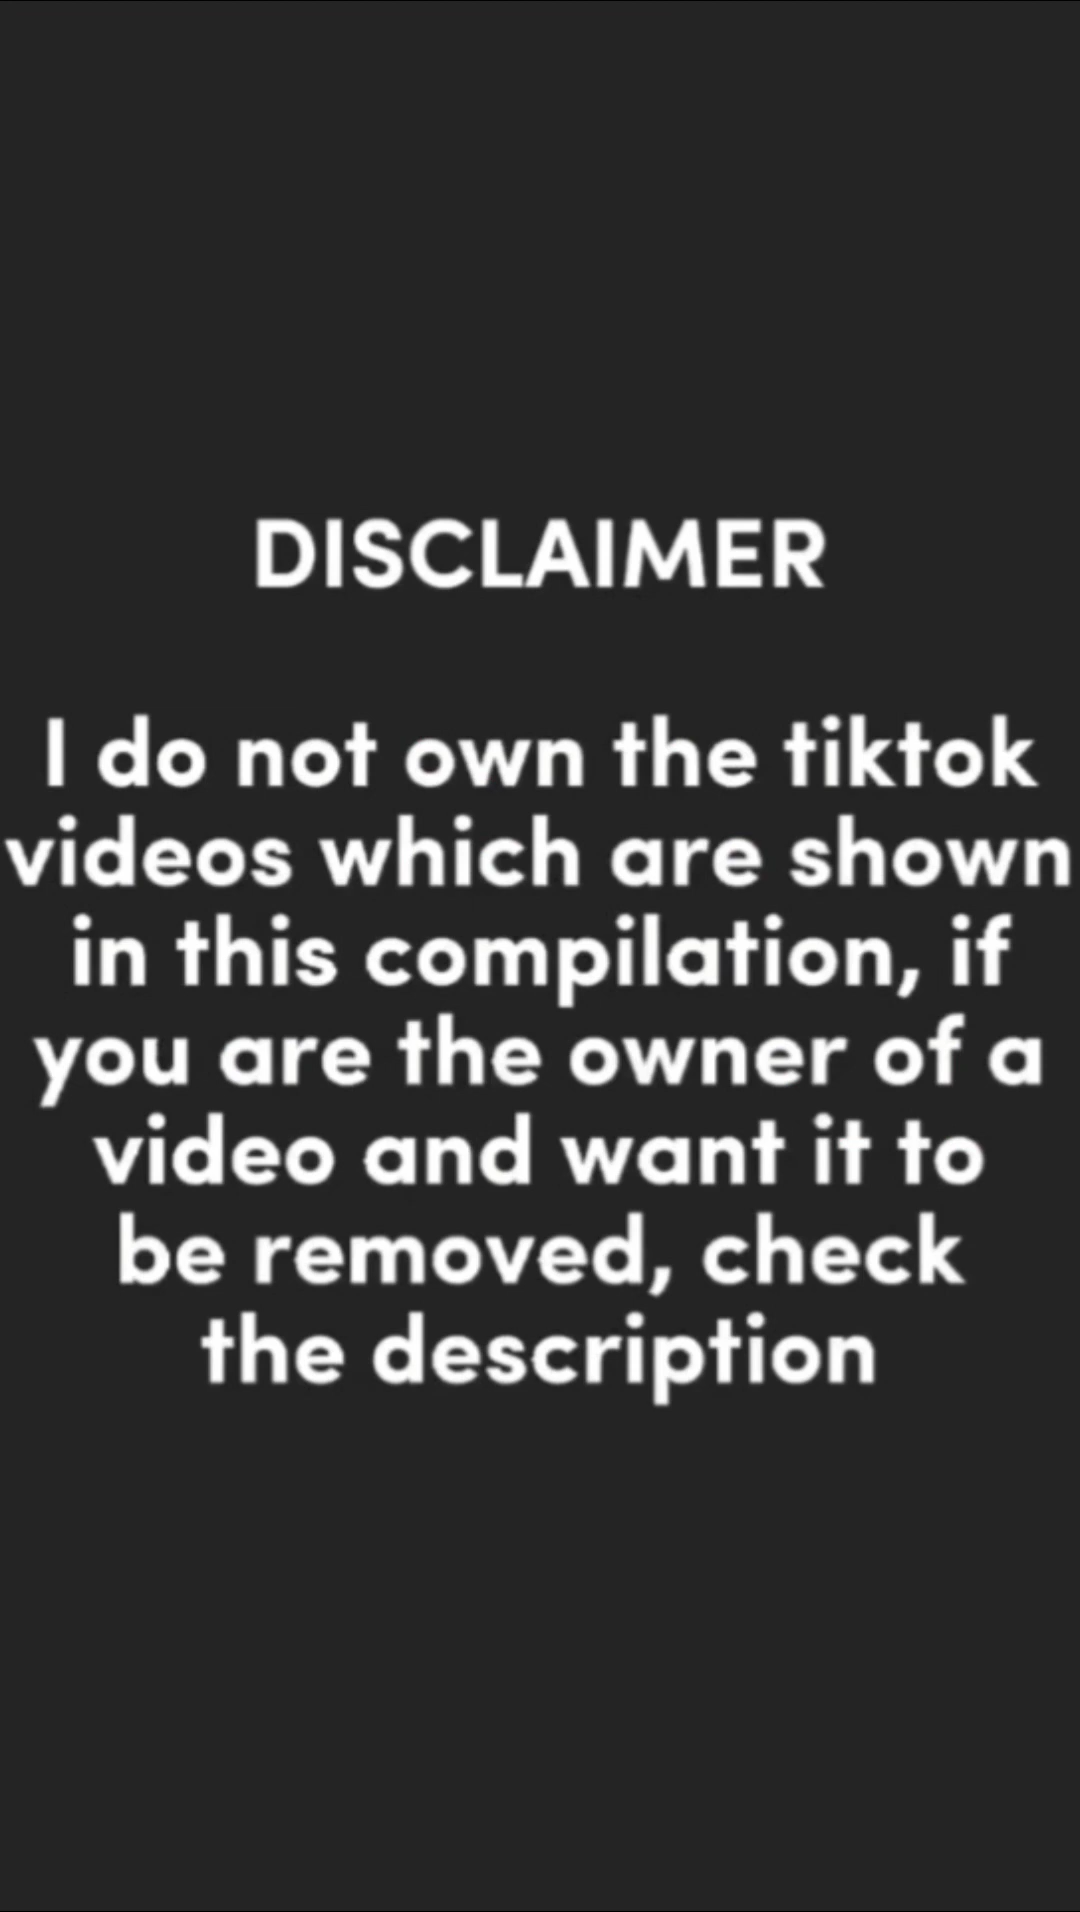 DISCLAIMER
I do not own the tiktok
videos which are shown
in this compilation, if
you are the owner of a
video and want it to
be removed, check
the description